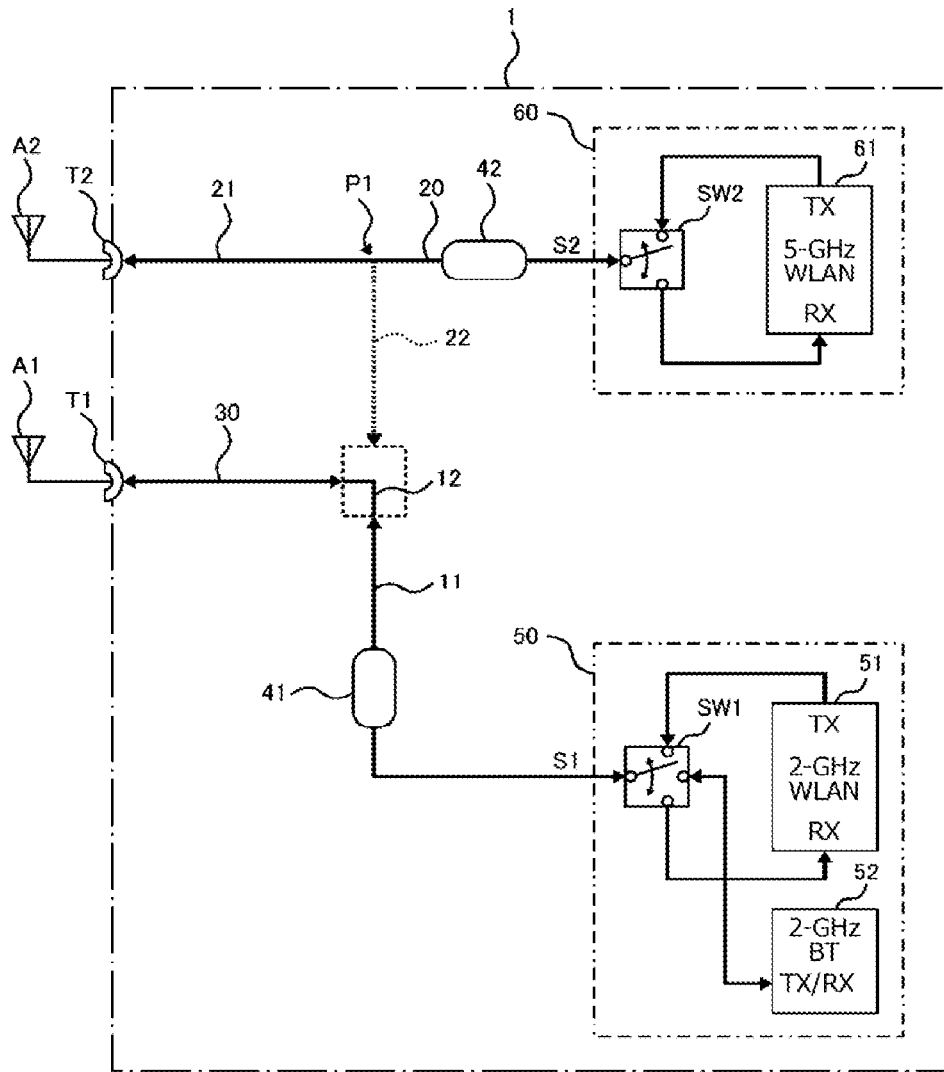 1
60
A2
T2
21
P1
20
42
S2
SW2
61
TX
5-GHz
WLAN
RX
22
A1
T1
30
12
11
50
41
S1
SW1
51
TX
2-GHz
WLAN
RX
52
2-GHz
BT
TX/RX